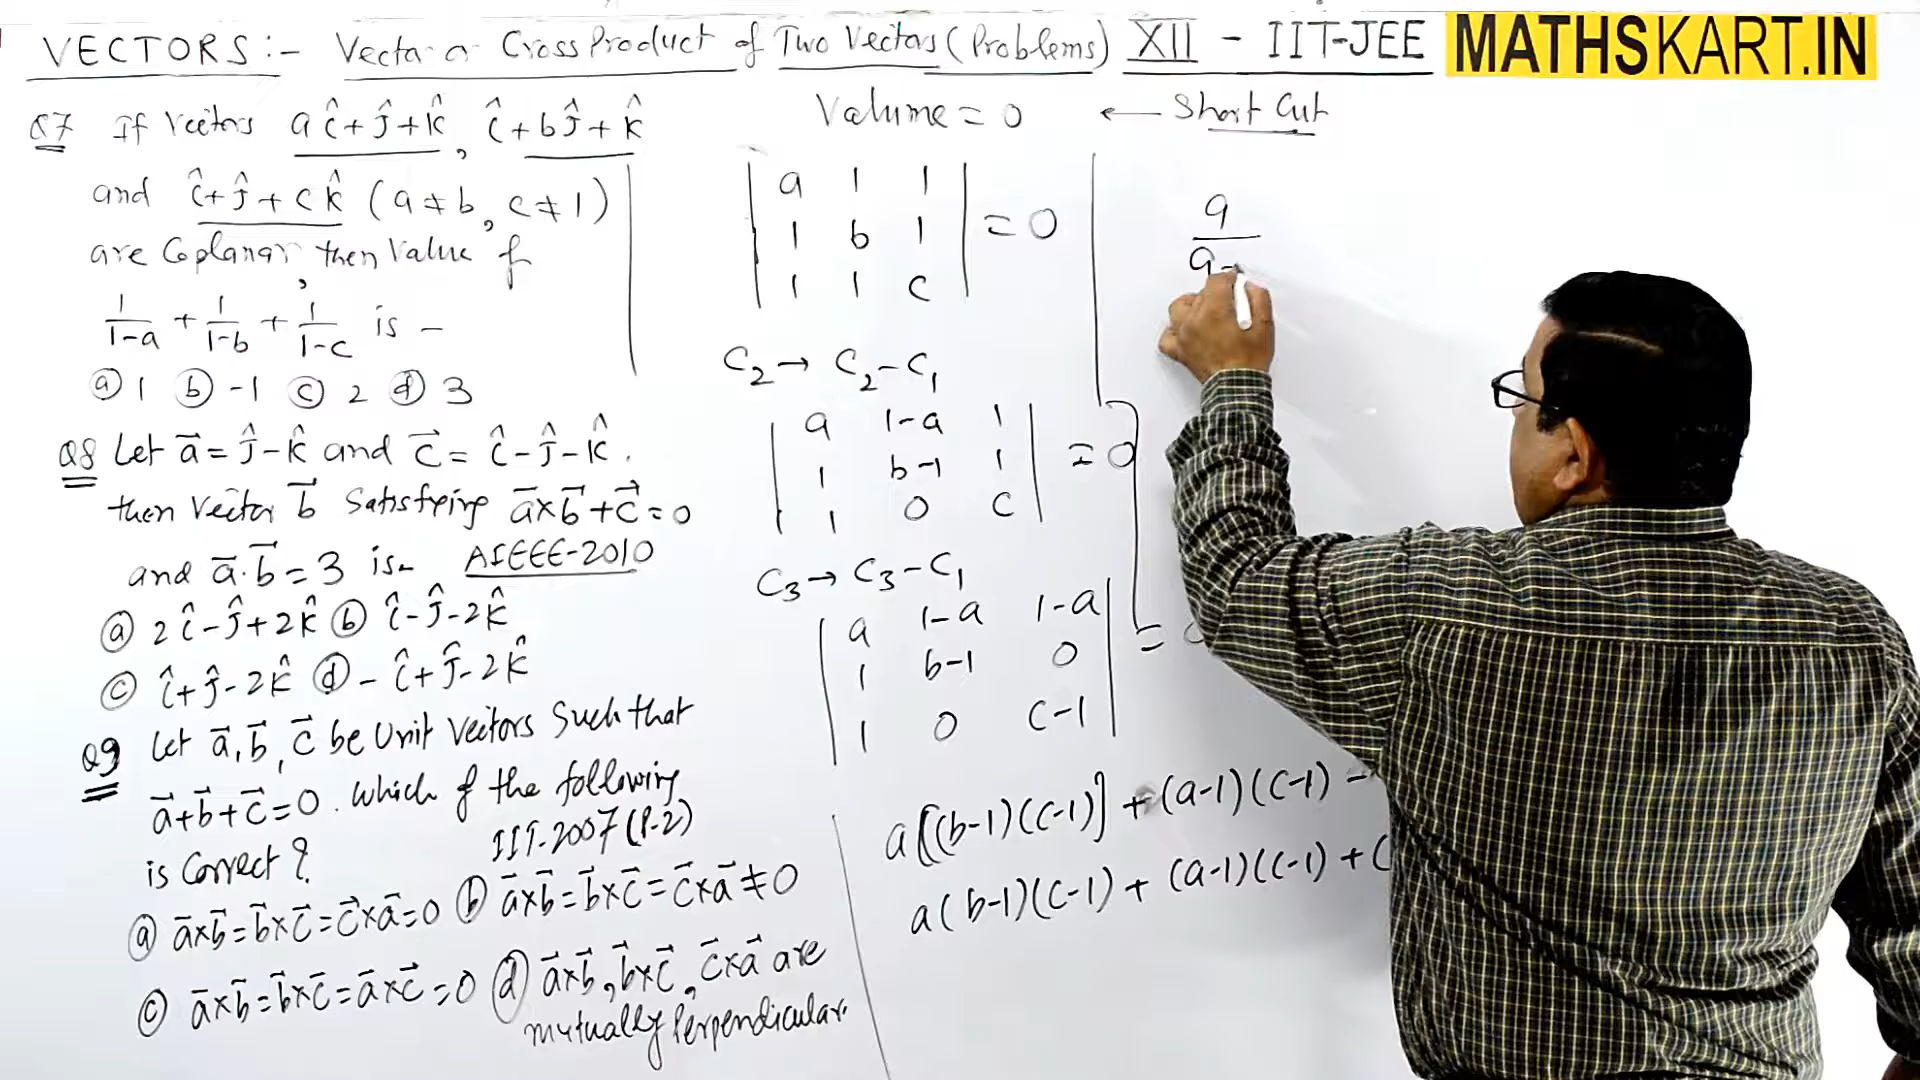 VECTORS:- Vector or Cross Product of Two Vectors (Problems) XII - IIT-JEE MATHSKART.IN
Q7 If Vectors aî+ĵ+k̂, î+bĵ+k̂
and î+ĵ+ck̂ (a≠b, c≠1)
are Coplanar, then Value of
1/(1-a) + 1/(1-b) + 1/(1-c) is -
ⓐ 1 ⓑ -1 ⓒ 2 ⓓ 3
Q8 Let a⃗ = ĵ-k̂ and c⃗ = î-ĵ-k̂.
then Vector b⃗ Satisfying a⃗×b⃗+c⃗=0
and a⃗.b⃗=3 is- AIEEE-2010
ⓐ 2î-ĵ+2k̂ ⓑ î-ĵ-2k̂
ⓒ î+ĵ-2k̂ ⓓ -î+ĵ-2k̂
Q9 Let a⃗, b⃗, c⃗ be Unit Vectors Such that
a⃗+b⃗+c⃗=0. Which of the following
is Correct? IIT-2007 (P-2)
ⓐ a⃗×b⃗=b⃗×c⃗=c⃗×a⃗=0 ⓑ a⃗×b⃗=b⃗×c⃗=c⃗×a⃗≠0
ⓒ a⃗×b⃗=b⃗×c⃗=a⃗×c⃗=0 ⓓ a⃗×b⃗, b⃗×c⃗, c⃗×a⃗ are
mutually Perpendicular.
Volume = 0 ← Short Cut
|a 1 1|
|1 b 1| = 0
|1 1 c|
C₂→ C₂-C₁
|a 1-a 1|
|1 b-1 1| = 0
|1 0 c|
C₃→ C₃-C₁
|a 1-a 1-a|
|1 b-1 0| =
|1 0 c-1|
a[(b-1)(c-1)] + (a-1)(c-1) -
a(b-1)(c-1) + (a-1)(c-1) + (
a
a-